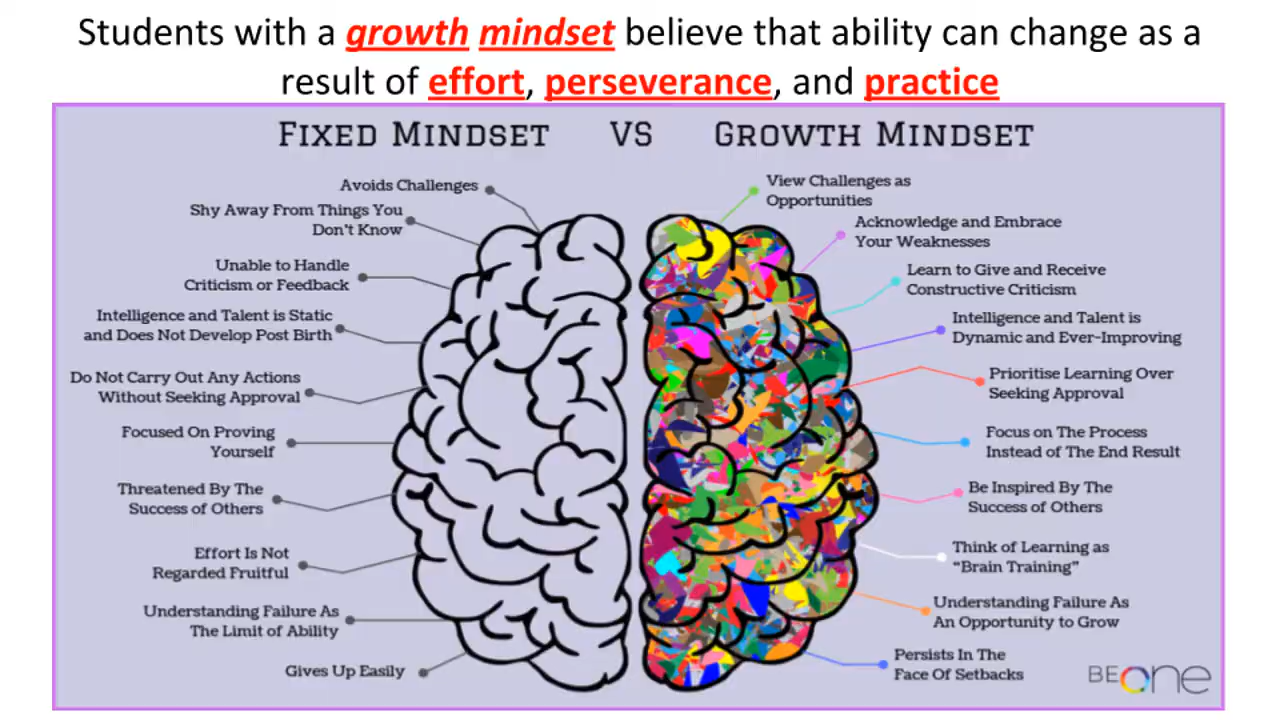 Students with a growth mindset believe that ability can change as a
result of effort, perseverance, and practice
FIXED MINDSET VS GROWTH MINDSET
Avoids Challenges
Shy Away From Things You
Don't Know
Unable to Handle
Criticism or Feedback
Intelligence and Talent is Static
and Does Not Develop Post Birth
Do Not Carry Out Any Actions
Without Seeking Approval
Focused On Proving
Yourself
Threatened By The
Success of Others
Effort Is Not
Regarded Fruitful
Understanding Failure As
The Limit of Ability
Gives Up Easily
View Challenges as
Opportunities
Acknowledge and Embrace
Your Weaknesses
Learn to Give and Receive
Constructive Criticism
Intelligence and Talent is
Dynamic and Ever-Improving
Prioritise Learning Over
Seeking Approval
Focus on The Process
Instead of The End Result
Be Inspired By The
Success of Others
Think of Learning as
“Brain Training”
Understanding Failure As
An Opportunity to Grow
Persists In The
Face Of Setbacks
BEONE